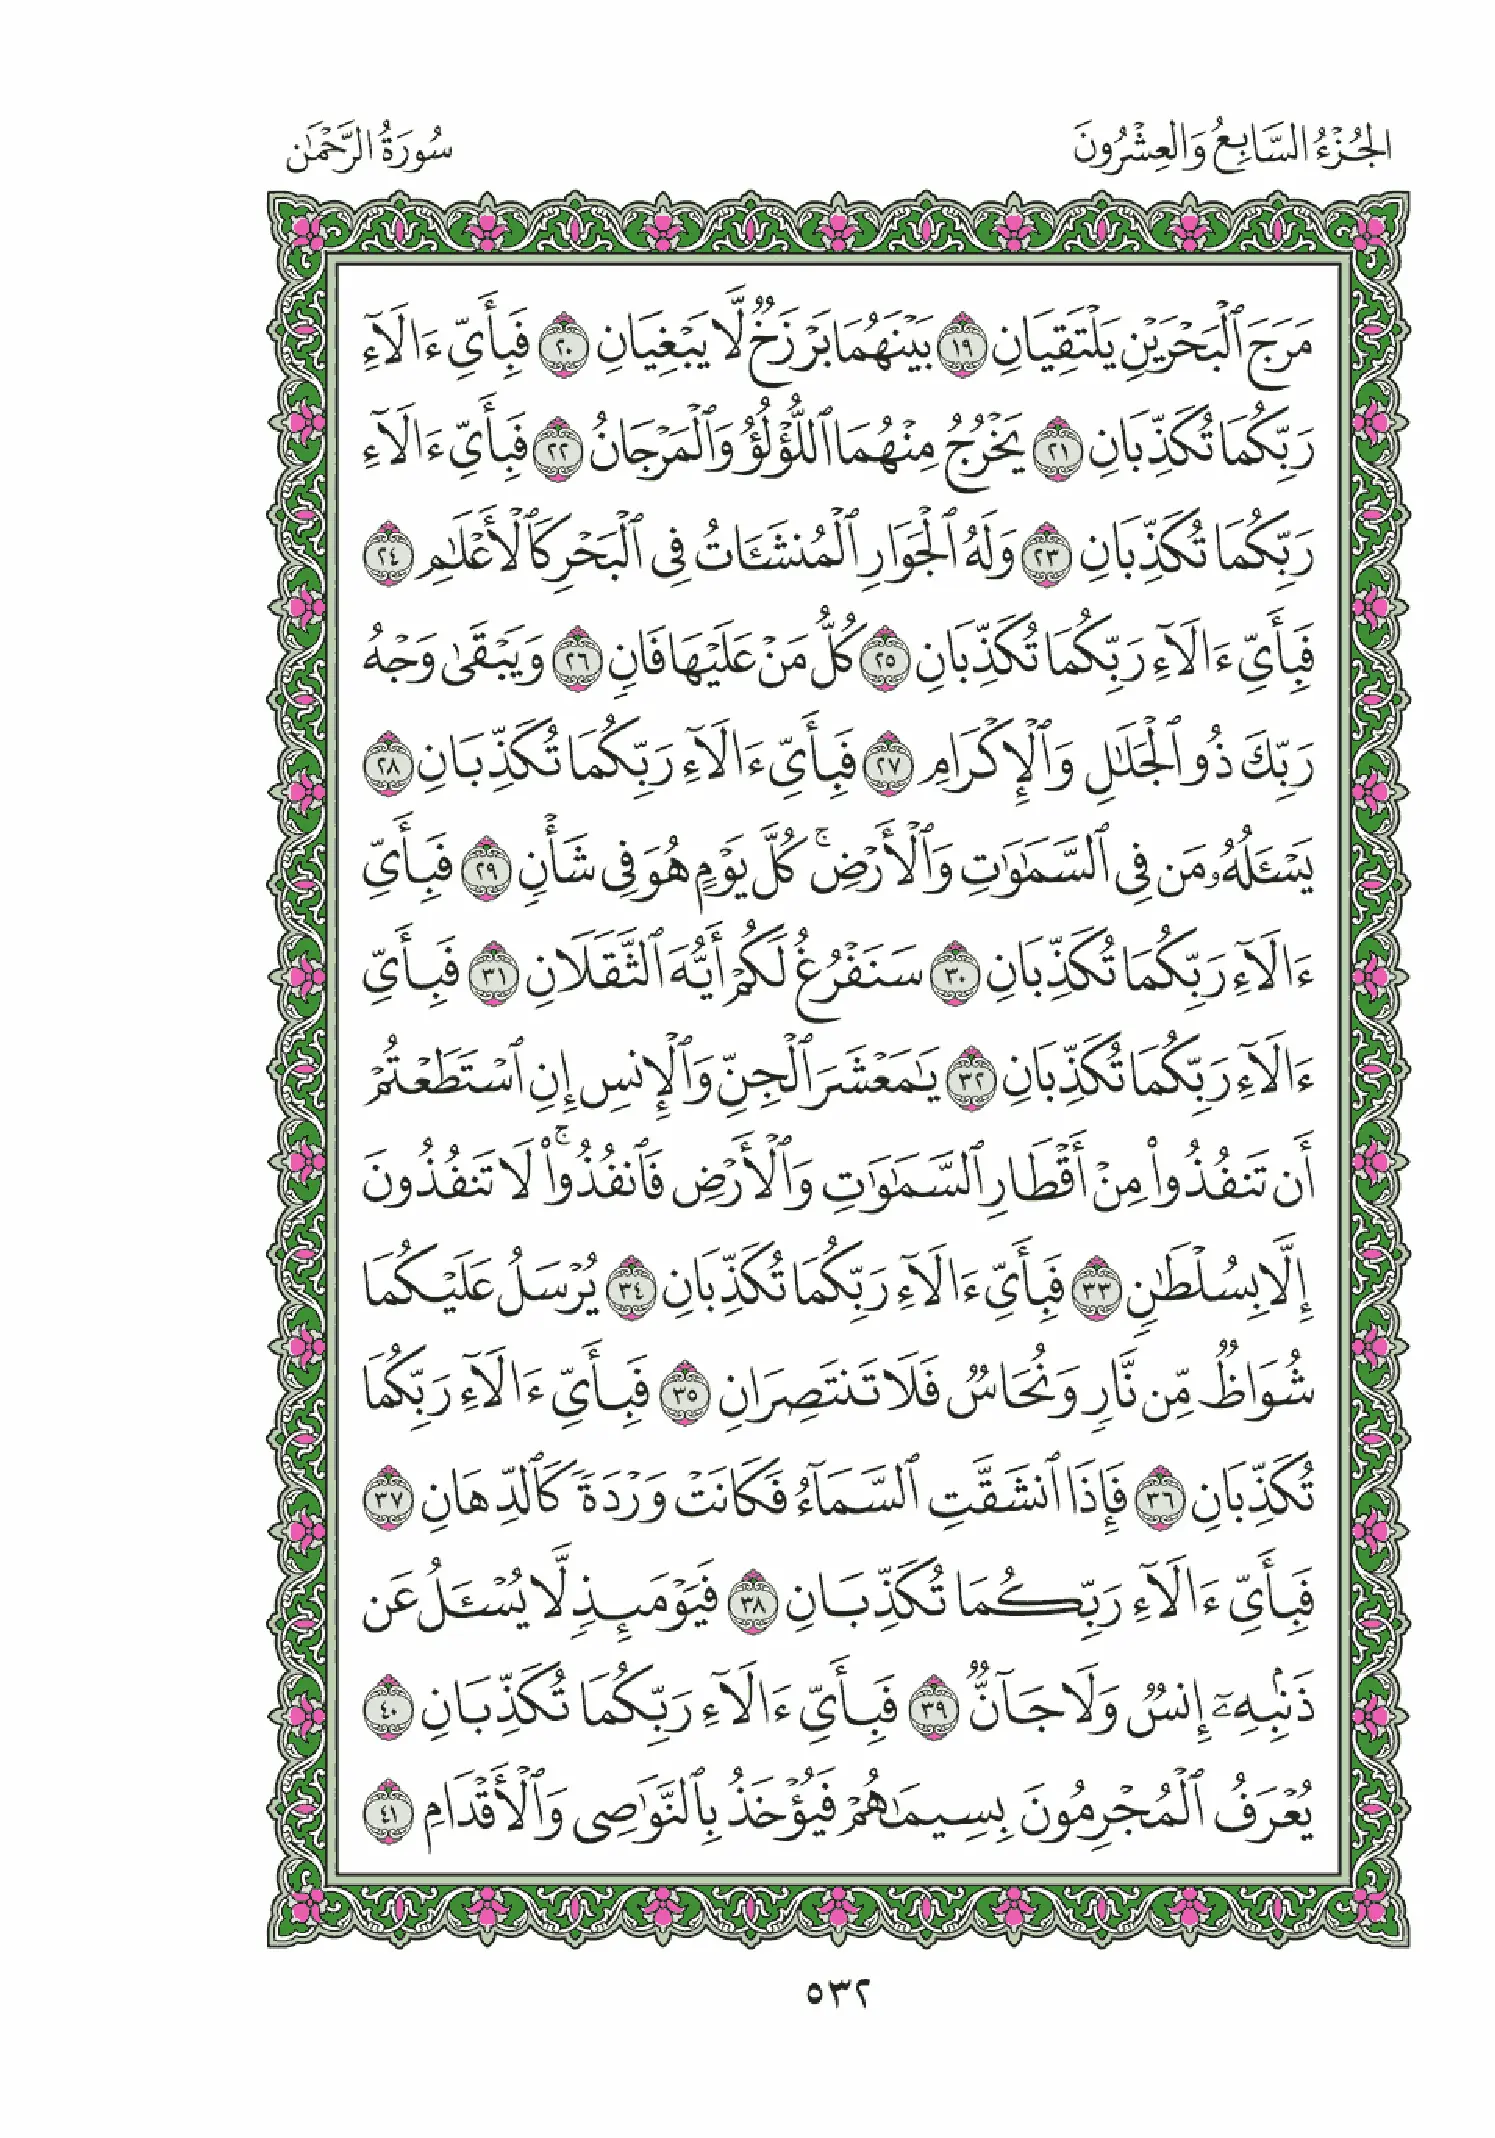 الجُزْءُ السَّابِعُ وَالعِشْرُونَ
سُورَةُ الرَّحْمَٰن
مَرَجَ ٱلْبَحْرَيْنِ يَلْتَقِيَانِ ١٩ بَيْنَهُمَا بَرْزَخٌ لَّا يَبْغِيَانِ ٢٠ فَبِأَىِّ ءَالَآءِ
رَبِّكُمَا تُكَذِّبَانِ ٢١ يَخْرُجُ مِنْهُمَا ٱللُّؤْلُؤُ وَٱلْمَرْجَانُ ٢٢ فَبِأَىِّ ءَالَآءِ
رَبِّكُمَا تُكَذِّبَانِ ٢٣ وَلَهُ ٱلْجَوَارِ ٱلْمُنشَـَٔاتُ فِى ٱلْبَحْرِ كَٱلْأَعْلَٰمِ ٢٤
فَبِأَىِّ ءَالَآءِ رَبِّكُمَا تُكَذِّبَانِ ٢٥ كُلُّ مَنْ عَلَيْهَا فَانٍ ٢٦ وَيَبْقَىٰ وَجْهُ
رَبِّكَ ذُو ٱلْجَلَٰلِ وَٱلْإِكْرَامِ ٢٧ فَبِأَىِّ ءَالَآءِ رَبِّكُمَا تُكَذِّبَانِ ٢٨
يَسْـَٔلُهُۥ مَن فِى ٱلسَّمَٰوَٰتِ وَٱلْأَرْضِ ۚ كُلَّ يَوْمٍ هُوَ فِى شَأْنٍ ٢٩ فَبِأَىِّ
ءَالَآءِ رَبِّكُمَا تُكَذِّبَانِ ٣٠ سَنَفْرُغُ لَكُمْ أَيُّهَ ٱلثَّقَلَانِ ٣١ فَبِأَىِّ
ءَالَآءِ رَبِّكُمَا تُكَذِّبَانِ ٣٢ يَٰمَعْشَرَ ٱلْجِنِّ وَٱلْإِنسِ إِنِ ٱسْتَطَعْتُمْ
أَن تَنفُذُوا۟ مِنْ أَقْطَارِ ٱلسَّمَٰوَٰتِ وَٱلْأَرْضِ فَٱنفُذُوا۟ ۚ لَا تَنفُذُونَ
إِلَّا بِسُلْطَٰنٍ ٣٣ فَبِأَىِّ ءَالَآءِ رَبِّكُمَا تُكَذِّبَانِ ٣٤ يُرْسَلُ عَلَيْكُمَا
شُوَاظٌ مِّن نَّارٍ وَنُحَاسٌ فَلَا تَنتَصِرَانِ ٣٥ فَبِأَىِّ ءَالَآءِ رَبِّكُمَا
تُكَذِّبَانِ ٣٦ فَإِذَا ٱنشَقَّتِ ٱلسَّمَآءُ فَكَانَتْ وَرْدَةً كَٱلدِّهَانِ ٣٧
فَبِأَىِّ ءَالَآءِ رَبِّكُمَا تُكَذِّبَانِ ٣٨ فَيَوْمَئِذٍ لَّا يُسْـَٔلُ عَن
ذَنۢبِهِۦٓ إِنسٌ وَلَا جَآنٌّ ٣٩ فَبِأَىِّ ءَالَآءِ رَبِّكُمَا تُكَذِّبَانِ ٤٠
يُعْرَفُ ٱلْمُجْرِمُونَ بِسِيمَٰهُمْ فَيُؤْخَذُ بِٱلنَّوَٰصِى وَٱلْأَقْدَامِ ٤١
٥٣٢